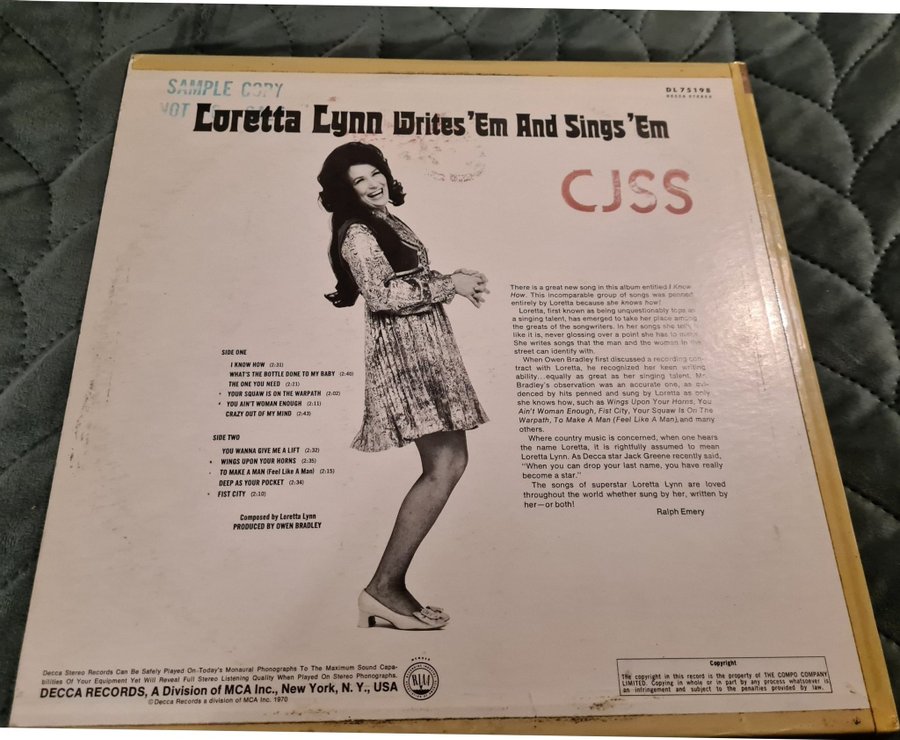 SAMPLE COPY
NOT
DL 75198
DECCA STEREO
Loretta Lynn Writes 'Em And Sings 'Em
CJSS
There is a great new song in this album entitled I Know
How. This incomparable group of songs was penned
entirely by Loretta because she knows how!
Loretta, first known as being unquestionably tops as
a singing talent, has emerged to take her place among
the greats of the songwriters. In her songs she tells
like it is, never glossing over a point she has to make.
She writes songs that the man and the woman in the
street can identify with.
When Owen Bradley first discussed a recording con-
tract with Loretta, he recognized her keen writing
ability...equally as great as her singing talent. Mr.
Bradley's observation was an accurate one, as evi-
denced by hits penned and sung by Loretta as only
she knows how, such as Wings Upon Your Horns, You
Ain't Woman Enough, Fist City, Your Squaw Is On The
Warpath, To Make A Man (Feel Like A Man), and many
others.
Where country music is concerned, when one hears
the name Loretta, it is rightfully assumed to mean
Loretta Lynn. As Decca star Jack Greene recently said,
"When you can drop your last name, you have really
become a star."
The songs of superstar Loretta Lynn are loved
throughout the world whether sung by her, written by
her—or both!
Ralph Emery
SIDE ONE
I KNOW HOW (2:31)
WHAT'S THE BOTTLE DONE TO MY BABY (2:40)
THE ONE YOU NEED (2:21)
YOUR SQUAW IS ON THE WARPATH (2:02)
YOU AIN'T WOMAN ENOUGH (2:11)
CRAZY OUT OF MY MIND (2:43)
SIDE TWO
YOU WANNA GIVE ME A LIFT (2:32)
WINGS UPON YOUR HORNS (2:35)
TO MAKE A MAN (Feel Like A Man) (2:15)
DEEP AS YOUR POCKET (2:34)
FIST CITY (2:10)
Composed by Loretta Lynn
PRODUCED BY OWEN BRADLEY
Decca Stereo Records Can Be Safely Played On Today's Monaural Phonographs To The Maximum Sound Capa-
bilities Of Your Equipment Yet Will Reveal Full Stereo Listening Quality When Played On Stereo Phonographs.
DECCA RECORDS, A Division of MCA Inc., New York, N. Y., USA
© Decca Records a division of MCA Inc. 1970
MEMBER
Copyright
The copyright in this record is the property of THE COMPO COMPANY
LIMITED. Copying in whole or in part by any process whatsoever is
an infringement and subject to the penalties provided by law.